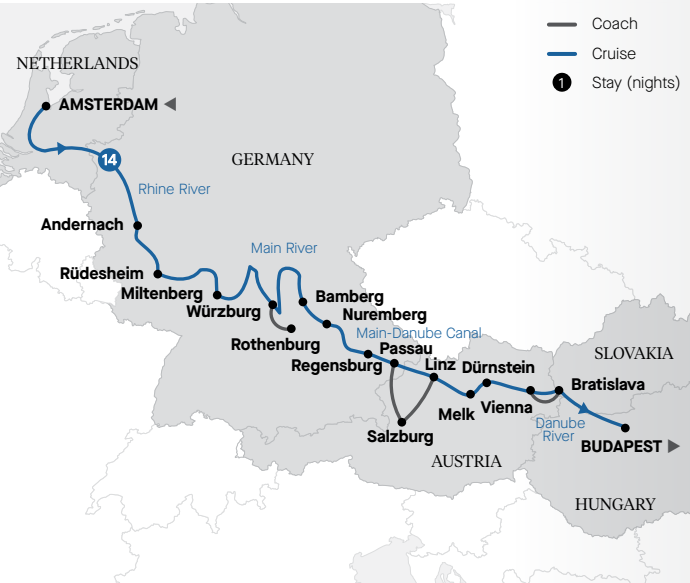 Coach
Cruise
1 Stay (nights)
NETHERLANDS
AMSTERDAM
14
GERMANY
Rhine River
Andernach
Main River
Rüdesheim
Miltenberg
Würzburg
Bamberg
Nuremberg
Rothenburg
Main-Danube Canal
Regensburg
Passau
Linz
Dürnstein
SLOVAKIA
Bratislava
Melk
Vienna
Salzburg
Danube
River
BUDAPEST
AUSTRIA
HUNGARY